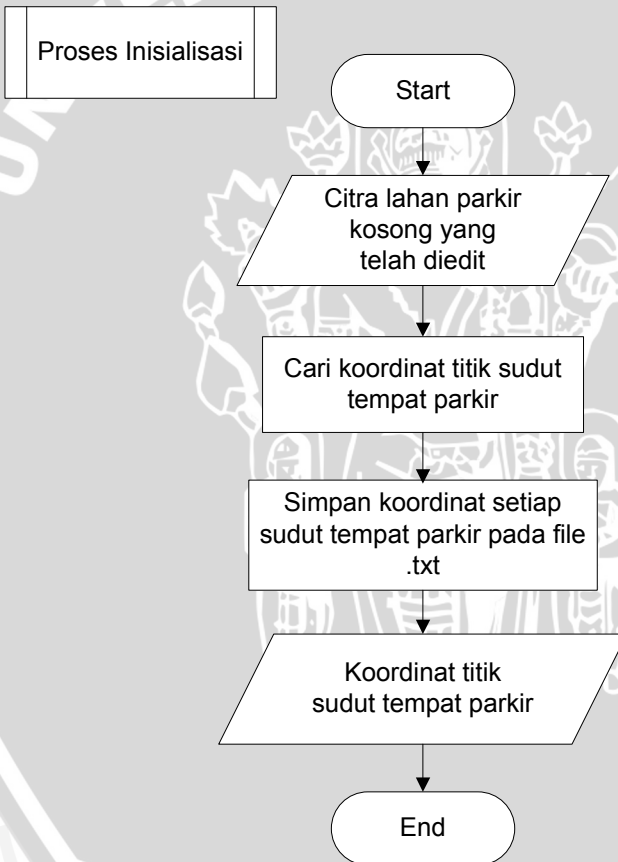 Proses Inisialisasi
Start
Citra lahan parkir
kosong yang
telah diedit
Cari koordinat titik sudut
tempat parkir
Simpan koordinat setiap
sudut tempat parkir pada file
.txt
Koordinat titik
sudut tempat parkir
End